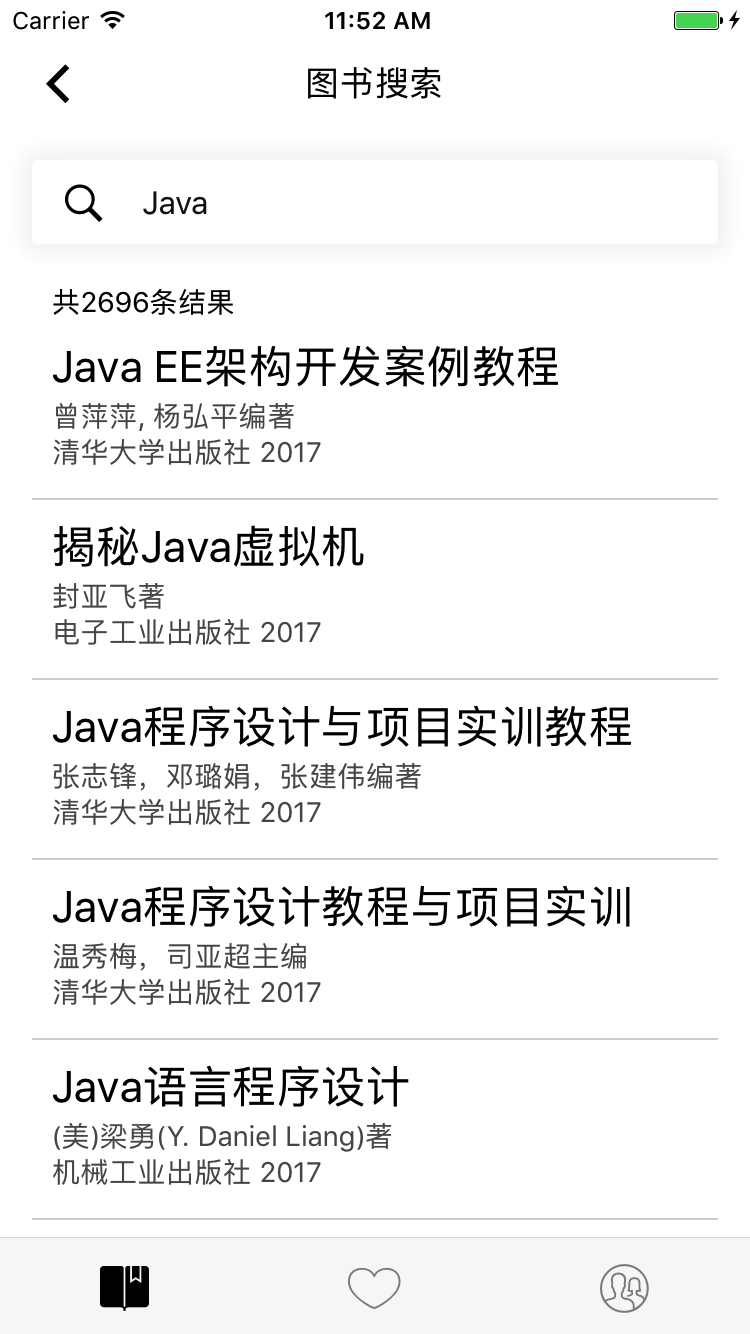 Carrier 11:52 AM
图书搜索
Java
共2696条结果
Java EE架构开发案例教程
曾萍萍, 杨弘平编著
清华大学出版社 2017
揭秘Java虚拟机
封亚飞著
电子工业出版社 2017
Java程序设计与项目实训教程
张志锋，邓璐娟，张建伟编著
清华大学出版社 2017
Java程序设计教程与项目实训
温秀梅，司亚超主编
清华大学出版社 2017
Java语言程序设计
(美)梁勇(Y. Daniel Liang)著
机械工业出版社 2017